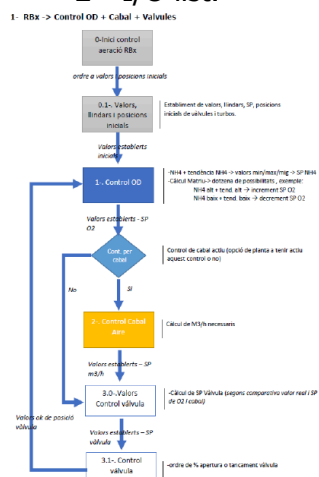 1- RBx -> Control OD + Cabal + Valvules
0-Inici control
aeració RBx
ordre a valors i posicions inicials
0.1-. Valors,
llindars i posicions
inicials
Establiment de valors, llindars, SP, posicions
inicials de vàlvules i turbos.
Valors establerts
inicials
1-. Control OD
-NH4 + tendència NH4 -> valors min/max/mig -> SP NH4
-Càlcul Matriu-> dotzena de possibilitats, exemple:
NH4 alt + tend. alt -> increment SP O2
NH4 baix + tend. baix -> decrement SP O2
Valors establerts - SP
O2
Cont. per
cabal
Control de cabal actiu (opció de planta a tenir actiu
aquest control o no)
No
SI
2-. Control Cabal
Aire
Càlcul de M3/h necessaris
Valors establerts – SP
m3/h
3.0-.Valors
Control vàlvula
-Càlcul de SP Vàlvula (segons comparativa valor real i SP
de O2 i cabal)
Valors ok de posició
vàlvula
Valors establerts – SP
vàlvula
3.1-. Control
vàlvula
-ordre de % apertura o tancament vàlvula